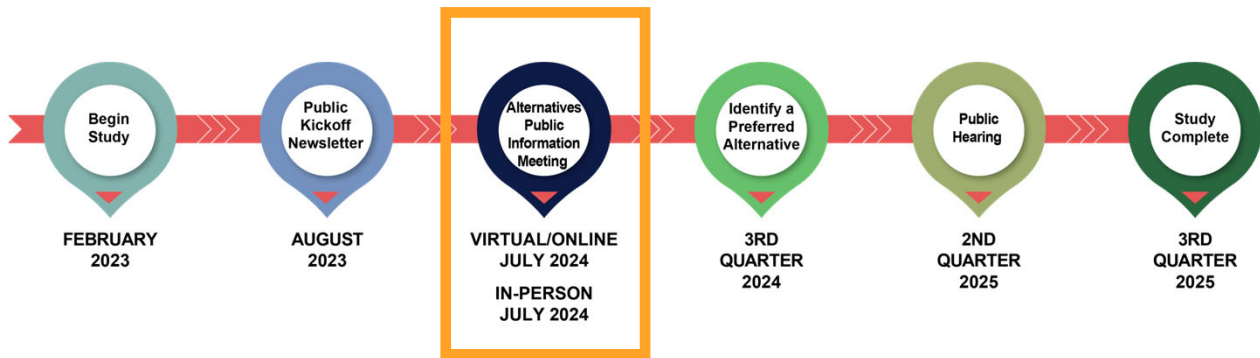 Begin
Study
FEBRUARY
2023
Public
Kickoff
Newsletter
AUGUST
2023
Alternatives
Public
Information
Meeting
VIRTUAL/ONLINE
JULY 2024
IN-PERSON
JULY 2024
Identify a
Preferred
Alternative
3RD
QUARTER
2024
Public
Hearing
2ND
QUARTER
2025
Study
Complete
3RD
QUARTER
2025